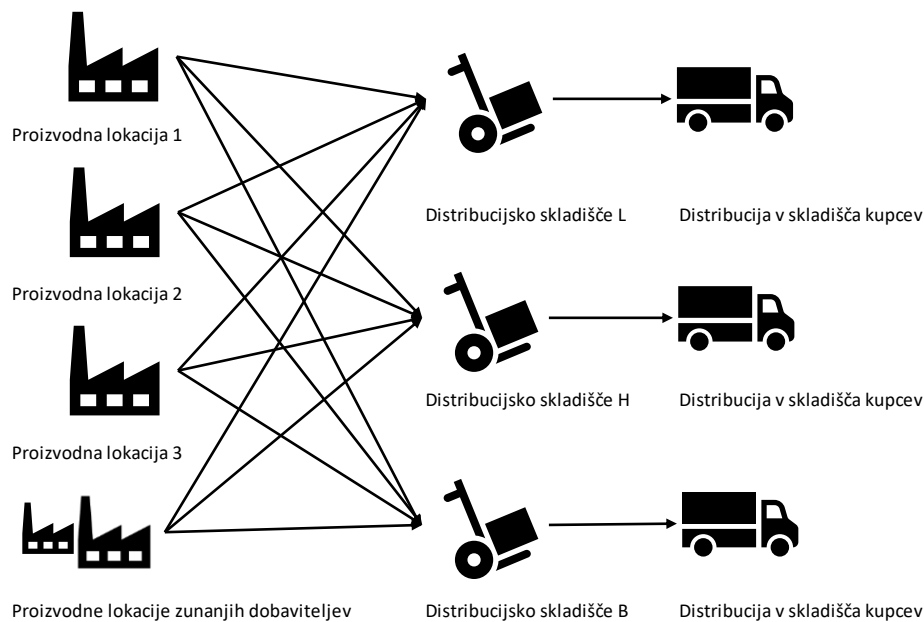 Proizvodna lokacija 1
Distribucijsko skladišče L
Distribucija v skladišča kupcev
Proizvodna lokacija 2
Proizvodna lokacija 3
Distribucijsko skladišče H
Distribucija v skladišča kupcev
Proizvodne lokacije zunanjih dobaviteljev
Distribucijsko skladišče B
Distribucija v skladišča kupcev